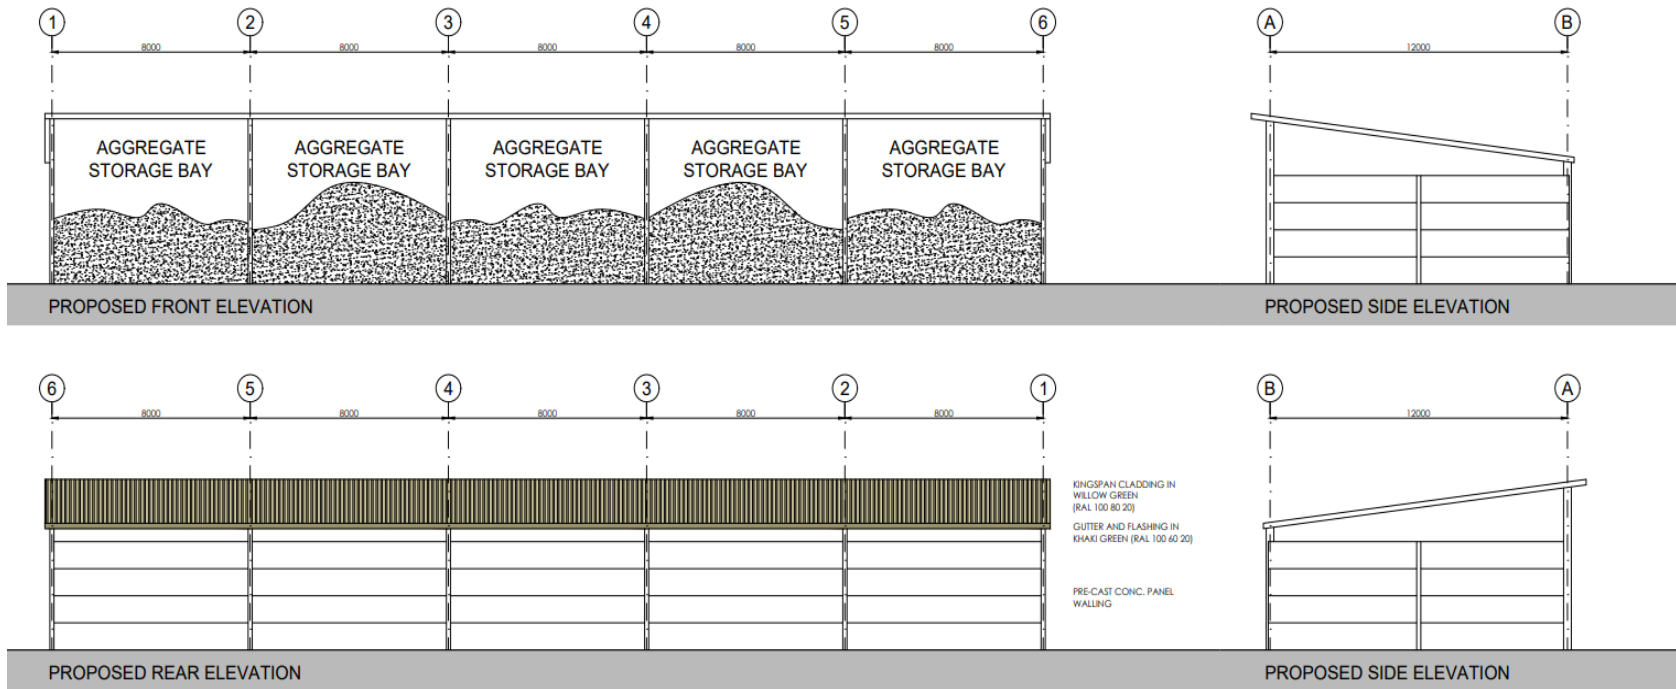 1 2 3 4 5 6 A B
8000 8000 8000 8000 8000 12000
AGGREGATE AGGREGATE AGGREGATE AGGREGATE AGGREGATE
STORAGE BAY STORAGE BAY STORAGE BAY STORAGE BAY STORAGE BAY
PROPOSED FRONT ELEVATION PROPOSED SIDE ELEVATION
6 5 4 3 2 1 B A
8000 8000 8000 8000 8000 12000
KINGSPAN CLADDING IN
WILLOW GREEN
(RAL 100 80 20)
GUTTER AND FLASHING IN
KHAKI GREEN (RAL 100 60 20)
PRE-CAST CONC. PANEL
WALLING
PROPOSED REAR ELEVATION PROPOSED SIDE ELEVATION